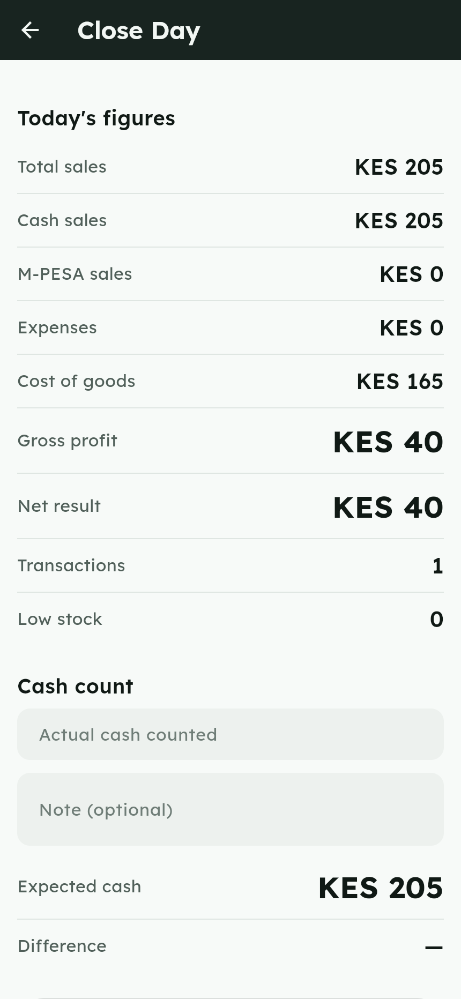 Close Day
Today's figures
Total sales KES 205
Cash sales KES 205
M-PESA sales KES 0
Expenses KES 0
Cost of goods KES 165
Gross profit KES 40
Net result KES 40
Transactions 1
Low stock 0
Cash count
Actual cash counted
Note (optional)
Expected cash KES 205
Difference —